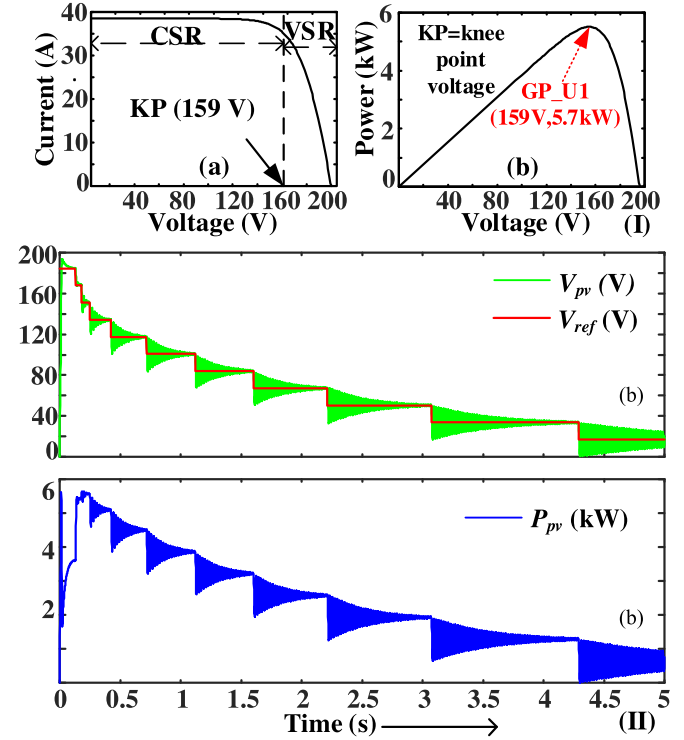 40
30
20
10
0
Current (A)
CSR
VSR
KP (159 V)
(a)
40 80 120 160 200
Voltage (V)
6
4
2
0
Power (kW)
KP=knee
point
voltage
GP_U1
(159V,5.7kW)
(b)
40 80 120 160 200
Voltage (V)
(I)
200
160
120
80
40
0
Vpv (V)
Vref (V)
(b)
6
4
2
Ppv (kW)
(b)
0 0.5 1 1.5 2 2.5 3 3.5 4 4.5 5
Time (s)
(II)